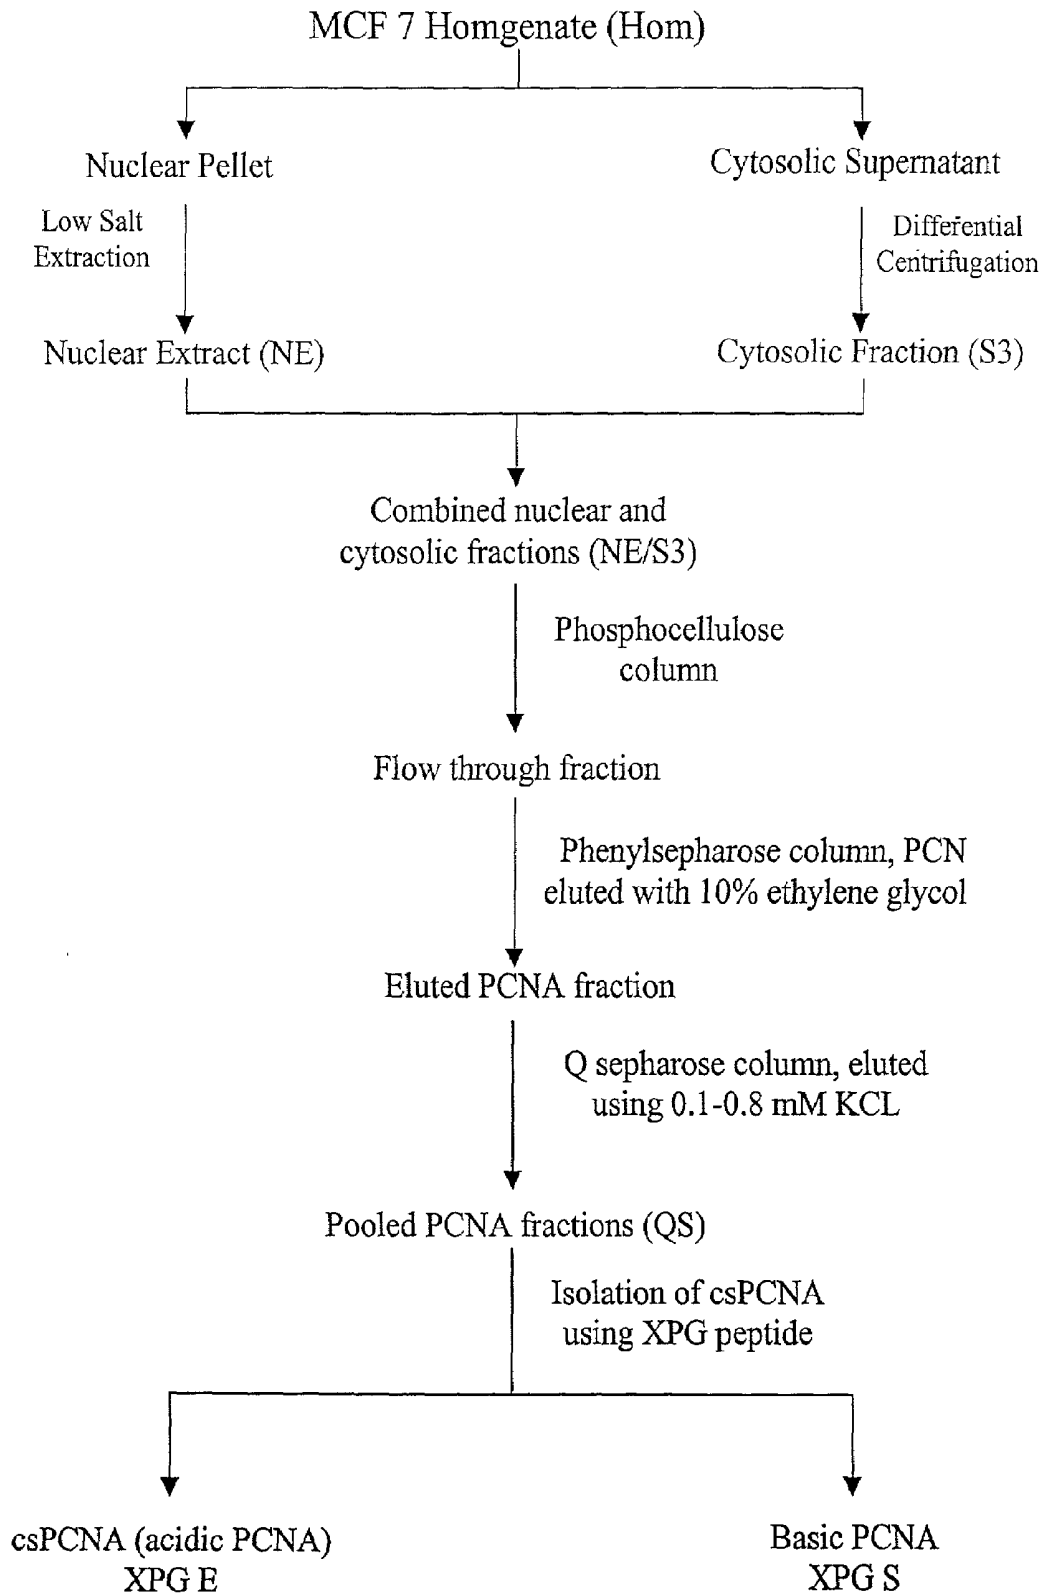 MCF 7 Homgenate (Hom)
Nuclear Pellet
Cytosolic Supernatant
Low Salt
Extraction
Differential
Centrifugation
Nuclear Extract (NE)
Cytosolic Fraction (S3)
Combined nuclear and
cytosolic fractions (NE/S3)
Phosphocellulose
column
Flow through fraction
Phenylsepharose column, PCN
eluted with 10% ethylene glycol
Eluted PCNA fraction
Q sepharose column, eluted
using 0.1-0.8 mM KCL
Pooled PCNA fractions (QS)
Isolation of csPCNA
using XPG peptide
csPCNA (acidic PCNA)
XPG E
Basic PCNA
XPG S